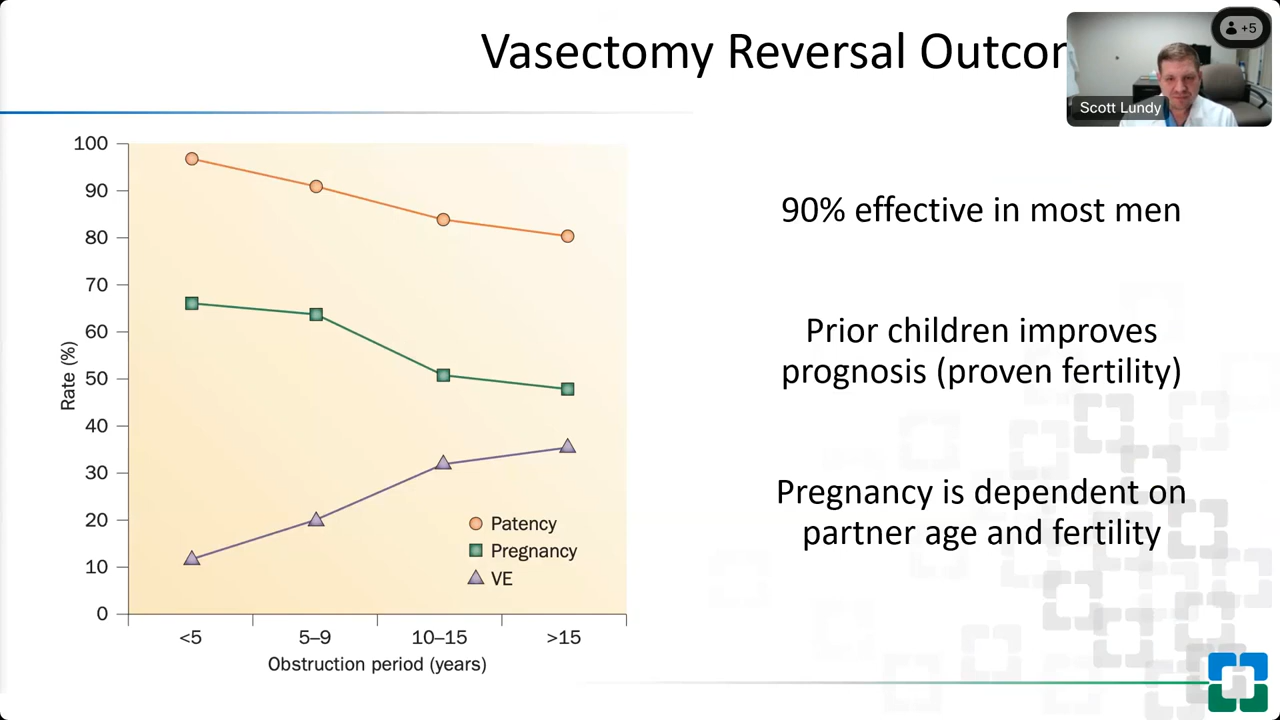 Vasectomy Reversal Outcom
+5
Scott Lundy
100
90
80
70
60
50
40
30
20
10
0
Rate (%)
Patency
Pregnancy
VE
<5
5–9
10–15
>15
Obstruction period (years)
90% effective in most men
Prior children improves
prognosis (proven fertility)
Pregnancy is dependent on
partner age and fertility